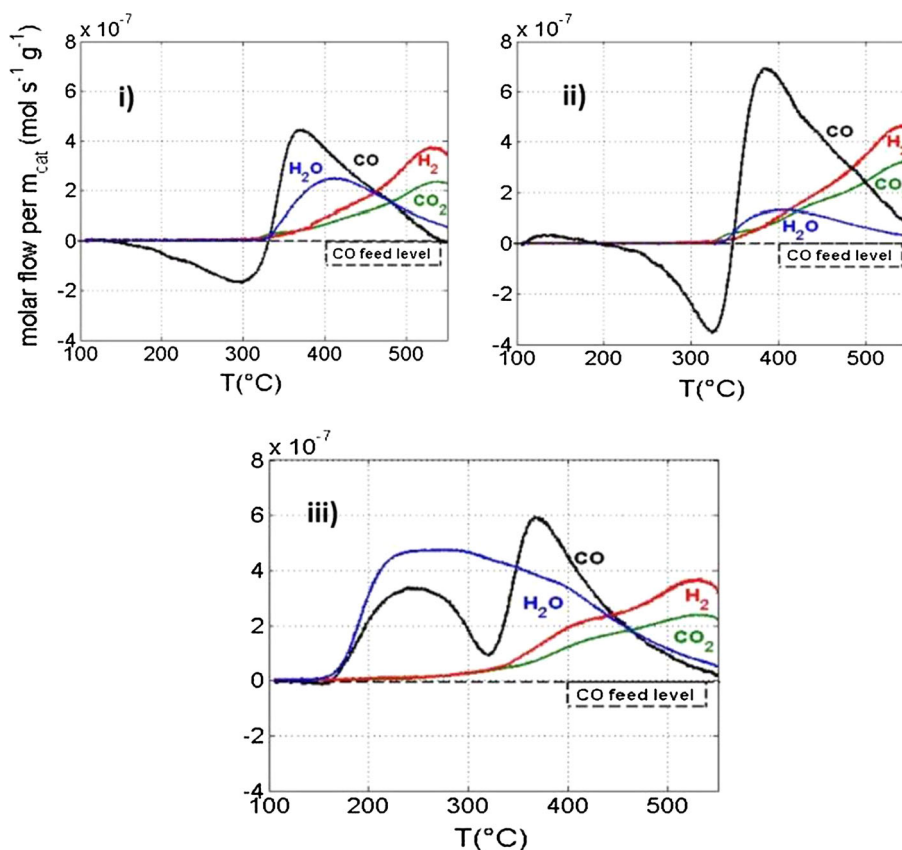 x 10⁻⁷
8
6
4
2
0
-2
-4
100 200 300 400 500
T(°C)
molar flow per m_cat (mol s⁻¹ g⁻¹)
i)
CO
H₂
H₂O
CO₂
CO feed level
x 10⁻⁷
8
6
4
2
0
-2
-4
100 200 300 400 500
T(°C)
ii)
CO
H₂
CO
H₂O
CO feed level
x 10⁻⁷
8
6
4
2
0
-2
-4
100 200 300 400 500
T(°C)
iii)
CO
H₂O
H₂
CO₂
CO feed level